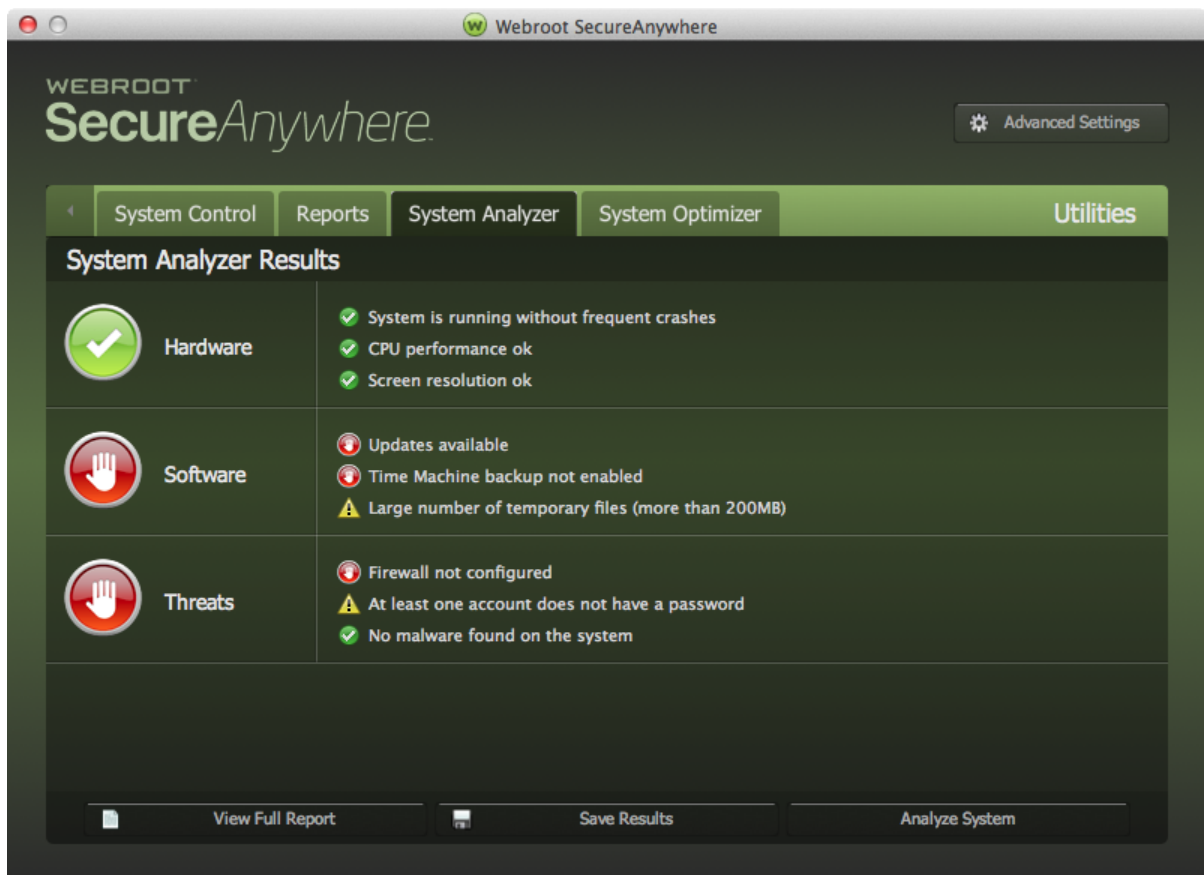 Webroot SecureAnywhere
WEBROOT™
SecureAnywhere™
Advanced Settings
System Control
Reports
System Analyzer
System Optimizer
Utilities
System Analyzer Results
Hardware
System is running without frequent crashes
CPU performance ok
Screen resolution ok
Software
Updates available
Time Machine backup not enabled
Large number of temporary files (more than 200MB)
Threats
Firewall not configured
At least one account does not have a password
No malware found on the system
View Full Report
Save Results
Analyze System